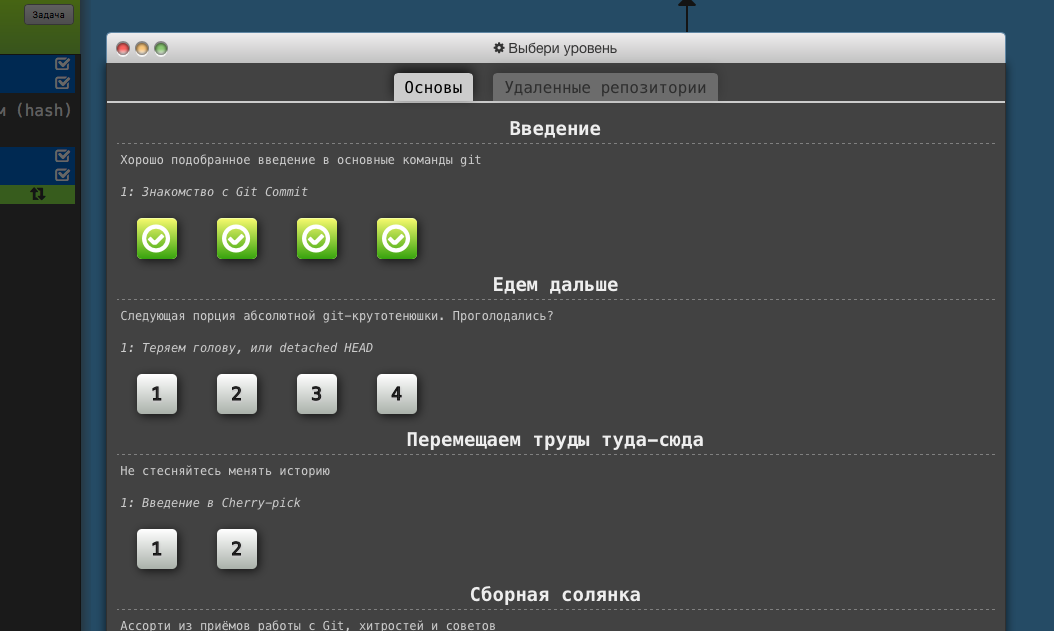 Задача
Выбери уровень
м (hash)
Основы
Удаленные репозитории
Введение
Хорошо подобранное введение в основные команды git
1: Знакомство с Git Commit
Едем дальше
Следующая порция абсолютной git-крутотенюшки. Проголодались?
1: Теряем голову, или detached HEAD
1 2 3 4
Перемещаем труды туда-сюда
Не стесняйтесь менять историю
1: Введение в Cherry-pick
1 2
Сборная солянка
Ассорти из приёмов работы с Git, хитростей и советов